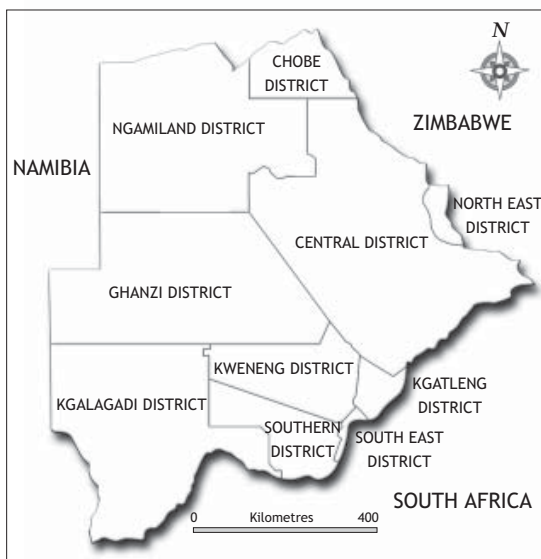 N
CHOBE
DISTRICT
NGAMILAND DISTRICT
ZIMBABWE
NAMIBIA
NORTH EAST
DISTRICT
CENTRAL DISTRICT
GHANZI DISTRICT
KWENENG DISTRICT
KGALAGADI DISTRICT
KGATLENG
DISTRICT
SOUTHERN
DISTRICT
SOUTH EAST
DISTRICT
SOUTH AFRICA
0 Kilometres 400